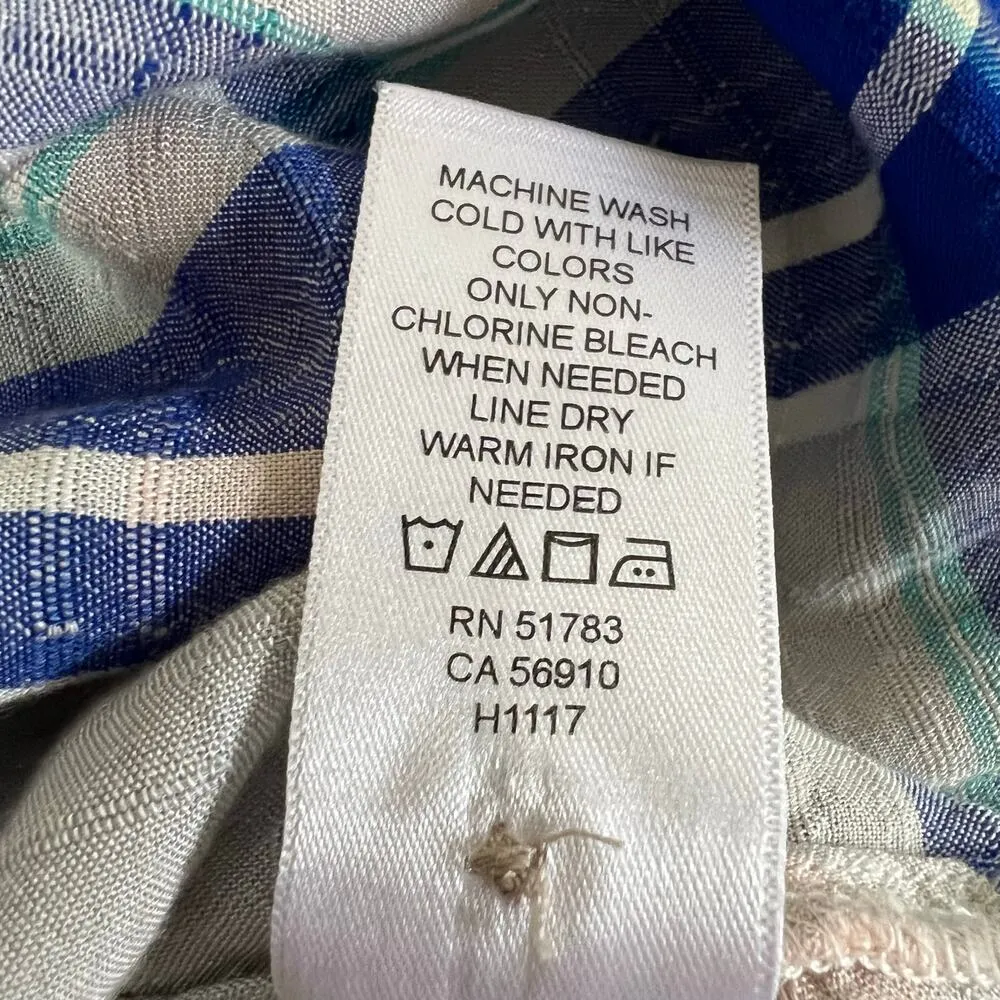 MACHINE WASH
COLD WITH LIKE
COLORS
ONLY NON-
CHLORINE BLEACH
WHEN NEEDED
LINE DRY
WARM IRON IF
NEEDED
RN 51783
CA 56910
H1117